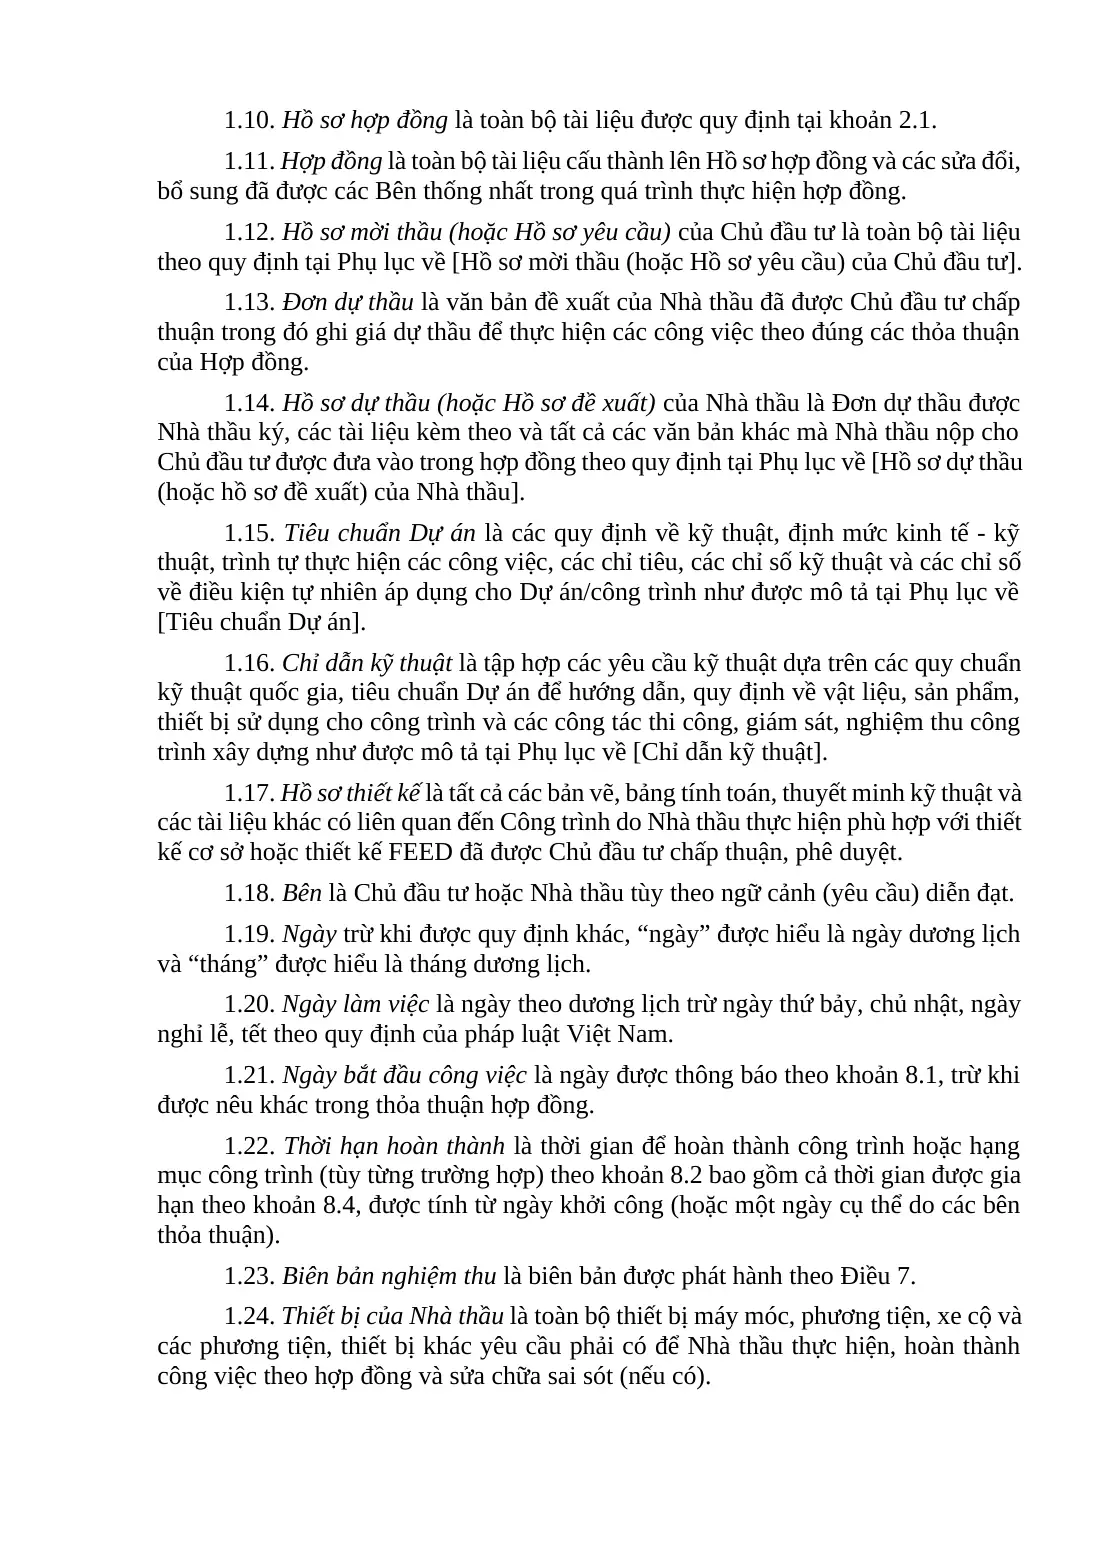 1.10. Hồ sơ hợp đồng là toàn bộ tài liệu được quy định tại khoản 2.1.
1.11. Hợp đồng là toàn bộ tài liệu cấu thành lên Hồ sơ hợp đồng và các sửa đổi,
bổ sung đã được các Bên thống nhất trong quá trình thực hiện hợp đồng.
1.12. Hồ sơ mời thầu (hoặc Hồ sơ yêu cầu) của Chủ đầu tư là toàn bộ tài liệu
theo quy định tại Phụ lục về [Hồ sơ mời thầu (hoặc Hồ sơ yêu cầu) của Chủ đầu tư].
1.13. Đơn dự thầu là văn bản đề xuất của Nhà thầu đã được Chủ đầu tư chấp
thuận trong đó ghi giá dự thầu để thực hiện các công việc theo đúng các thỏa thuận
của Hợp đồng.
1.14. Hồ sơ dự thầu (hoặc Hồ sơ đề xuất) của Nhà thầu là Đơn dự thầu được
Nhà thầu ký, các tài liệu kèm theo và tất cả các văn bản khác mà Nhà thầu nộp cho
Chủ đầu tư được đưa vào trong hợp đồng theo quy định tại Phụ lục về [Hồ sơ dự thầu
(hoặc hồ sơ đề xuất) của Nhà thầu].
1.15. Tiêu chuẩn Dự án là các quy định về kỹ thuật, định mức kinh tế - kỹ
thuật, trình tự thực hiện các công việc, các chỉ tiêu, các chỉ số kỹ thuật và các chỉ số
về điều kiện tự nhiên áp dụng cho Dự án/công trình như được mô tả tại Phụ lục về
[Tiêu chuẩn Dự án].
1.16. Chỉ dẫn kỹ thuật là tập hợp các yêu cầu kỹ thuật dựa trên các quy chuẩn
kỹ thuật quốc gia, tiêu chuẩn Dự án để hướng dẫn, quy định về vật liệu, sản phẩm,
thiết bị sử dụng cho công trình và các công tác thi công, giám sát, nghiệm thu công
trình xây dựng như được mô tả tại Phụ lục về [Chỉ dẫn kỹ thuật].
1.17. Hồ sơ thiết kế là tất cả các bản vẽ, bảng tính toán, thuyết minh kỹ thuật và
các tài liệu khác có liên quan đến Công trình do Nhà thầu thực hiện phù hợp với thiết
kế cơ sở hoặc thiết kế FEED đã được Chủ đầu tư chấp thuận, phê duyệt.
1.18. Bên là Chủ đầu tư hoặc Nhà thầu tùy theo ngữ cảnh (yêu cầu) diễn đạt.
1.19. Ngày trừ khi được quy định khác, “ngày” được hiểu là ngày dương lịch
và “tháng” được hiểu là tháng dương lịch.
1.20. Ngày làm việc là ngày theo dương lịch trừ ngày thứ bảy, chủ nhật, ngày
nghỉ lễ, tết theo quy định của pháp luật Việt Nam.
1.21. Ngày bắt đầu công việc là ngày được thông báo theo khoản 8.1, trừ khi
được nêu khác trong thỏa thuận hợp đồng.
1.22. Thời hạn hoàn thành là thời gian để hoàn thành công trình hoặc hạng
mục công trình (tùy từng trường hợp) theo khoản 8.2 bao gồm cả thời gian được gia
hạn theo khoản 8.4, được tính từ ngày khởi công (hoặc một ngày cụ thể do các bên
thỏa thuận).
1.23. Biên bản nghiệm thu là biên bản được phát hành theo Điều 7.
1.24. Thiết bị của Nhà thầu là toàn bộ thiết bị máy móc, phương tiện, xe cộ và
các phương tiện, thiết bị khác yêu cầu phải có để Nhà thầu thực hiện, hoàn thành
công việc theo hợp đồng và sửa chữa sai sót (nếu có).